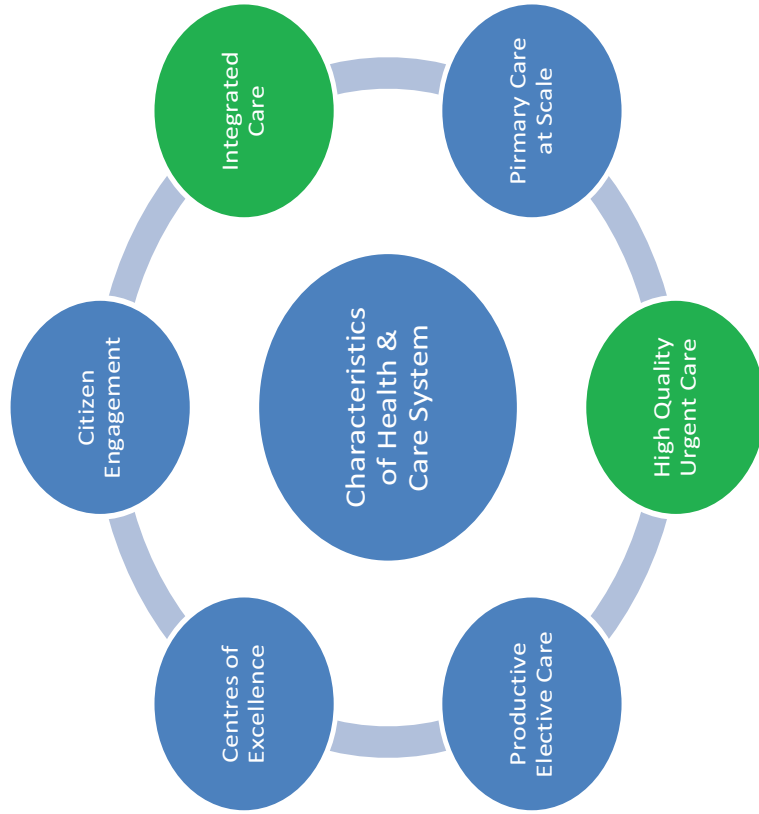 Characteristics
of Health &
Care System
Citizen
Engagement
Integrated
Care
Pirmary Care
at Scale
High Quality
Urgent Care
Productive
Elective Care
Centres of
Excellence